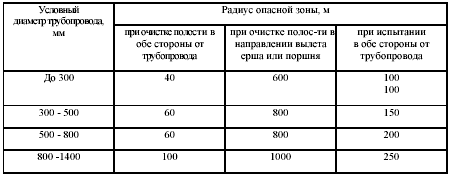 Условный
диаметр трубопровода,
мм
Радиус опасной зоны, м
при очистке полости в
обе стороны от
трубопровода
при очистке полос-ти в
направлении вылета
ерша или поршня
при испытании
в обе стороны от
трубопровода
До 300 40 600 100
100
300 - 500 60 800 150
500 - 800 60 800 200
800 -1400 100 1000 250